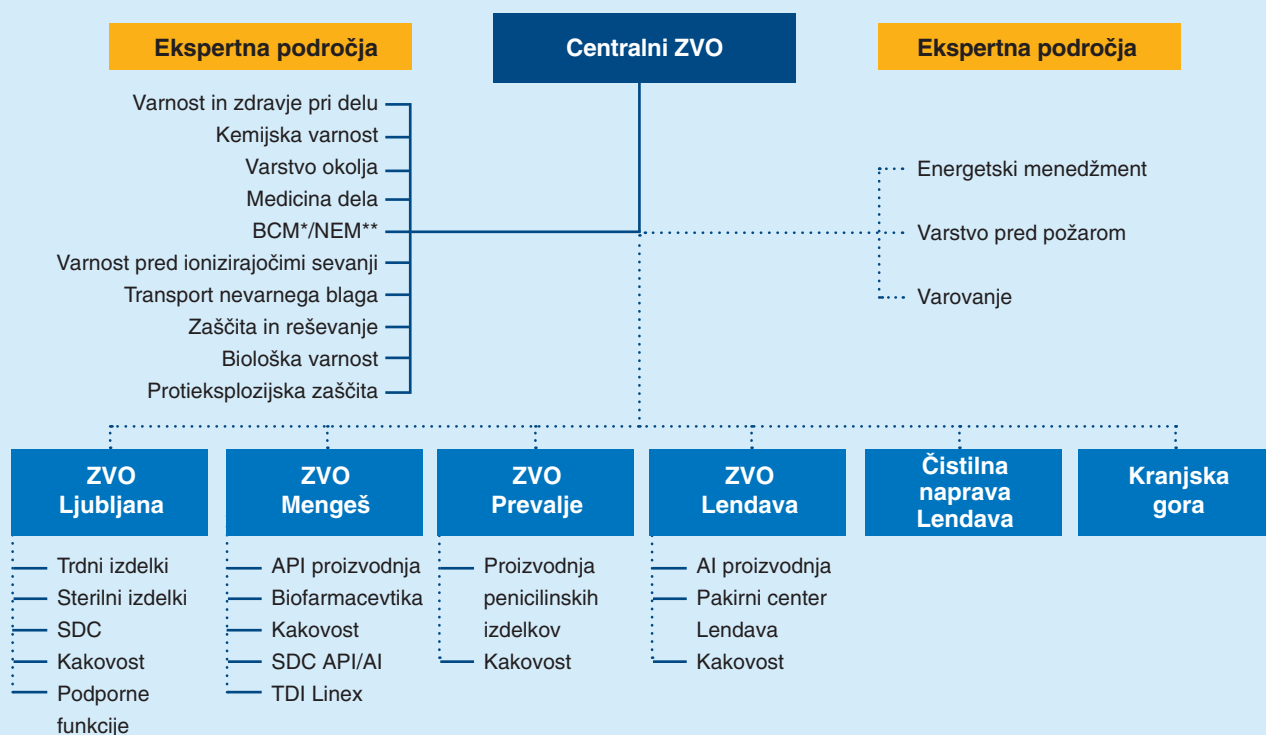 Ekspertna področja
Centralni ZVO
Ekspertna področja
Varnost in zdravje pri delu
Kemijska varnost
Varstvo okolja
Medicina dela
BCM*/NEM**
Varnost pred ionizirajočimi sevanji
Transport nevarnega blaga
Zaščita in reševanje
Biološka varnost
Protieksplozijska zaščita
Energetski menedžment
Varstvo pred požarom
Varovanje
ZVO
Ljubljana
Trdni izdelki
Sterilni izdelki
SDC
Kakovost
Podporne
funkcije
ZVO
Mengeš
API proizvodnja
Biofarmacevtika
Kakovost
SDC API/AI
TDI Linex
ZVO
Prevalje
Proizvodnja
penicilinskih
izdelkov
Kakovost
ZVO
Lendava
AI proizvodnja
Pakirni center
Lendava
Kakovost
Čistilna
naprava
Lendava
Kranjska
gora